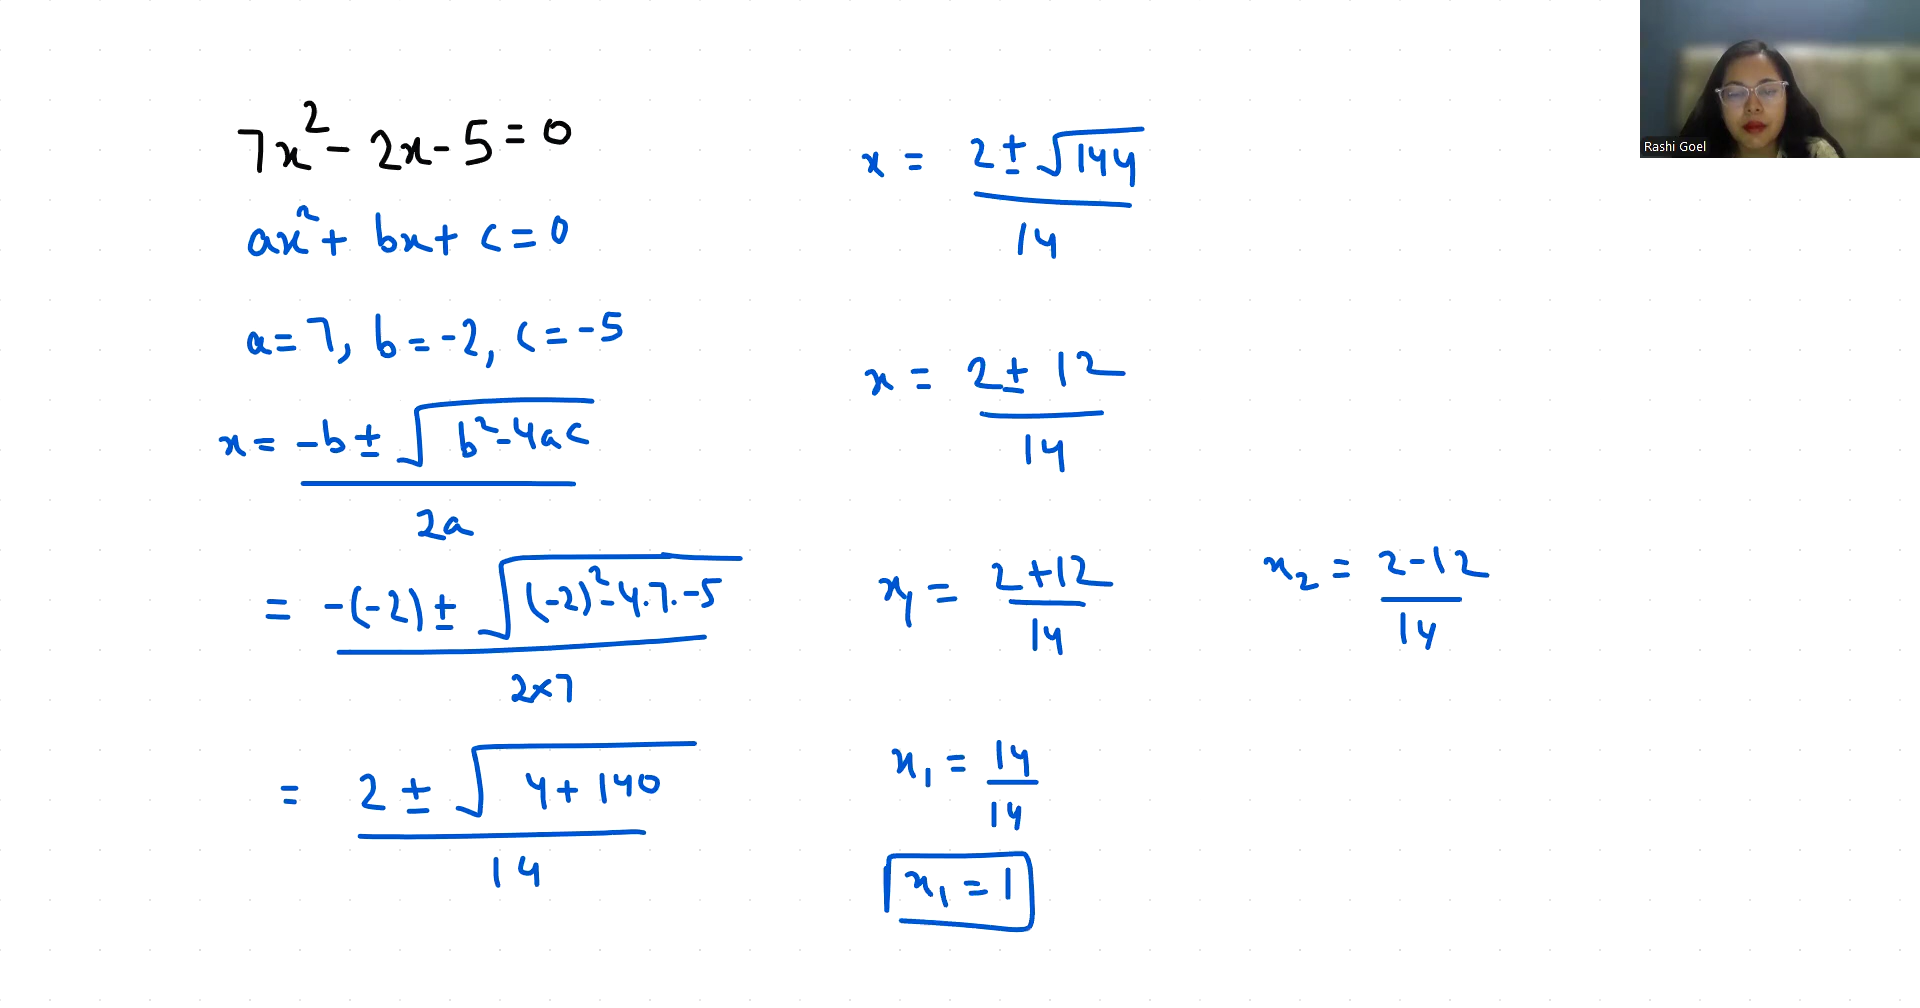 7x² - 2x - 5 = 0
ax² + bx + c = 0
a = 7, b = -2, c = -5
x = -b ± √(b² - 4ac)
2a
= -(-2) ± √((-2)² - 4.7.-5)
2×7
= 2 ± √(4 + 140)
14
x = 2 ± √144
14
x = 2 ± 12
14
x₁ = 2+12
14
x₁ = 14
14
x₁ = 1
x₂ = 2-12
14
Rashi Goel